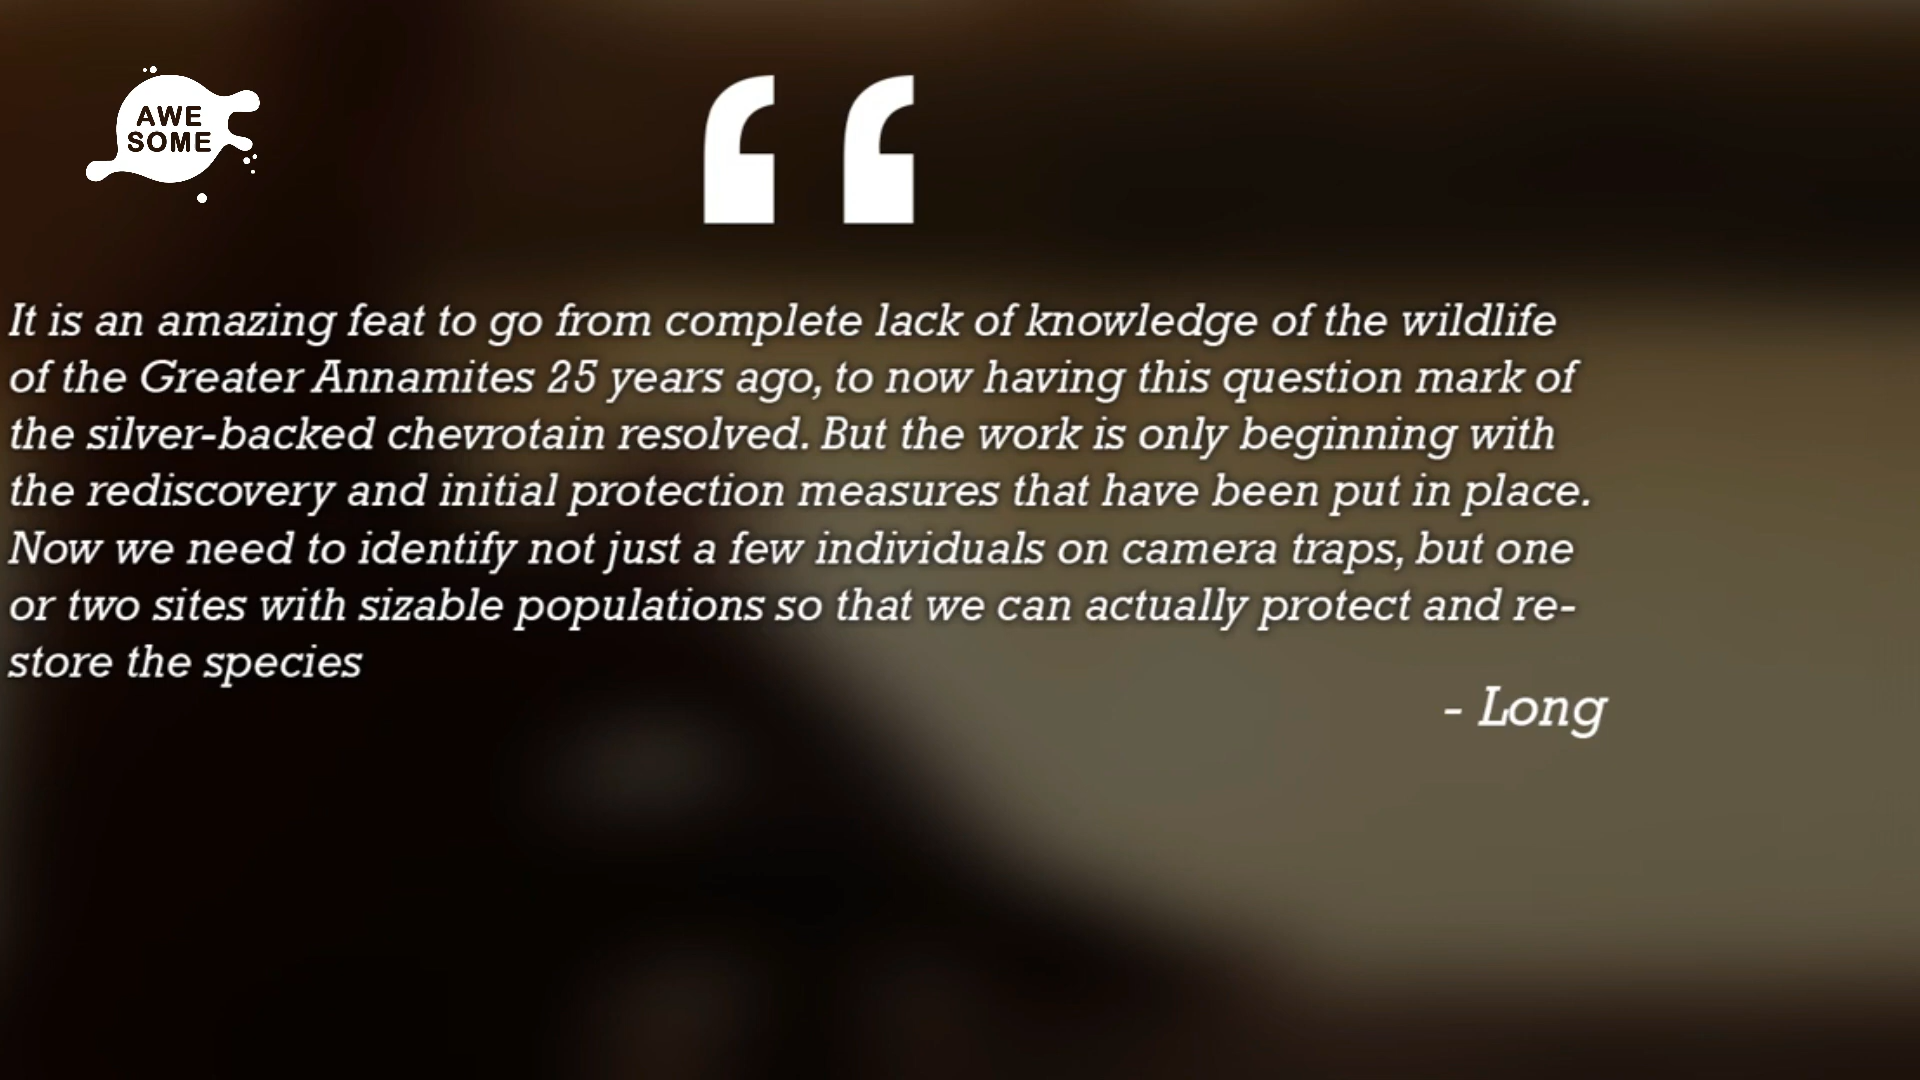 AWE
SOME
“
It is an amazing feat to go from complete lack of knowledge of the wildlife
of the Greater Annamites 25 years ago, to now having this question mark of
the silver-backed chevrotain resolved. But the work is only beginning with
the rediscovery and initial protection measures that have been put in place.
Now we need to identify not just a few individuals on camera traps, but one
or two sites with sizable populations so that we can actually protect and re-
store the species
- Long